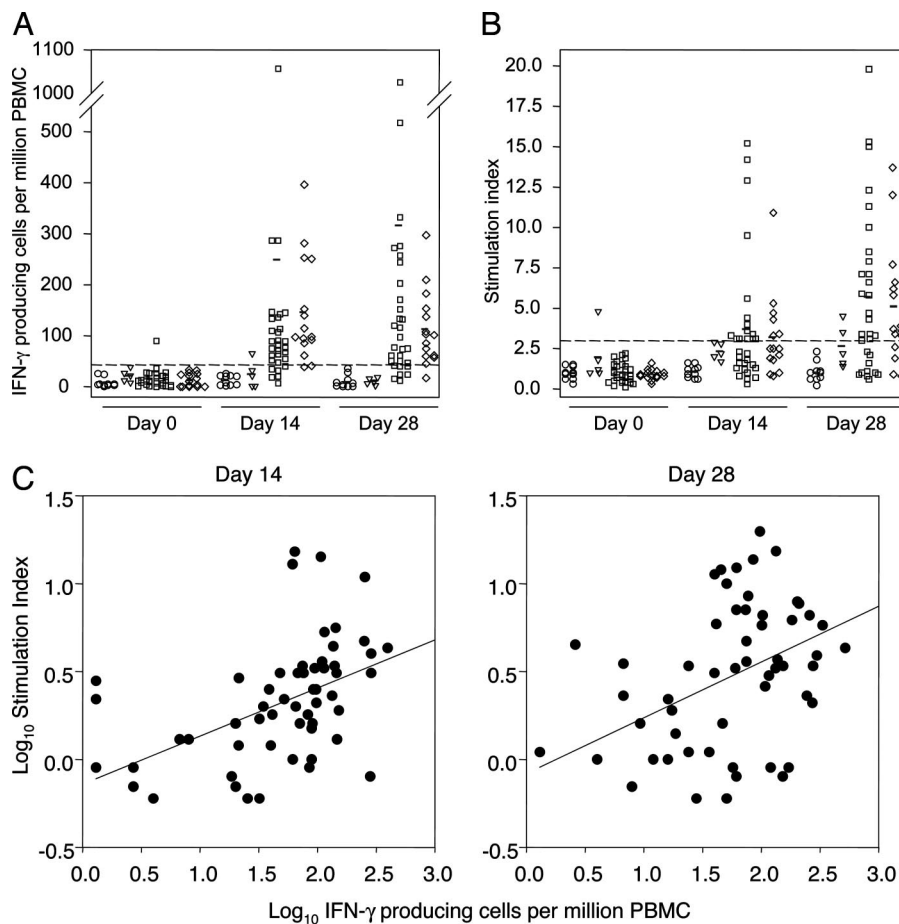 A
IFN-γ producing cells per million PBMC
1100
1000
500
400
300
200
100
0
Day 0
Day 14
Day 28
B
Stimulation index
20.0
17.5
15.0
12.5
10.0
7.5
5.0
2.5
0.0
Day 0
Day 14
Day 28
C
Day 14
Log10 Stimulation Index
1.5
1.0
0.5
0.0
-0.5
0.0 0.5 1.0 1.5 2.0 2.5 3.0
Day 28
1.5
1.0
0.5
0.0
-0.5
0.0 0.5 1.0 1.5 2.0 2.5 3.0
Log10 IFN-γ producing cells per million PBMC